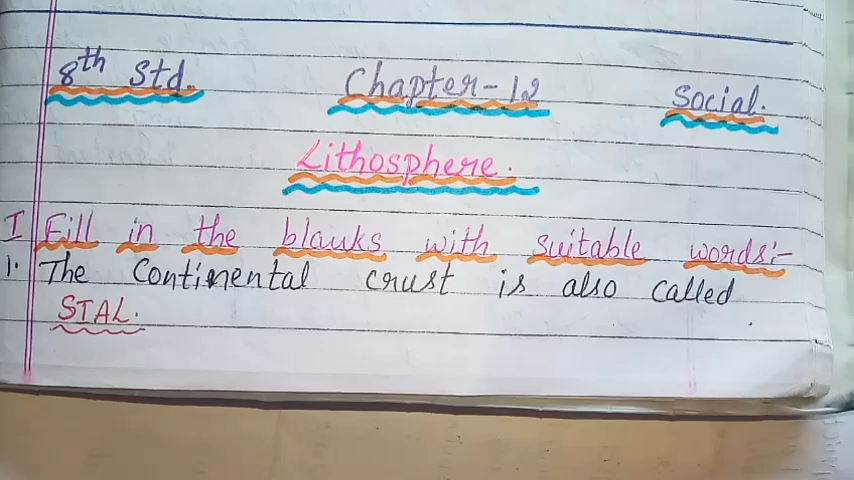 8th Std. Chapter-12 Social.
Lithosphere.
I Fill in the blanks with suitable words:-
1. The Continental crust is also called
STAL.